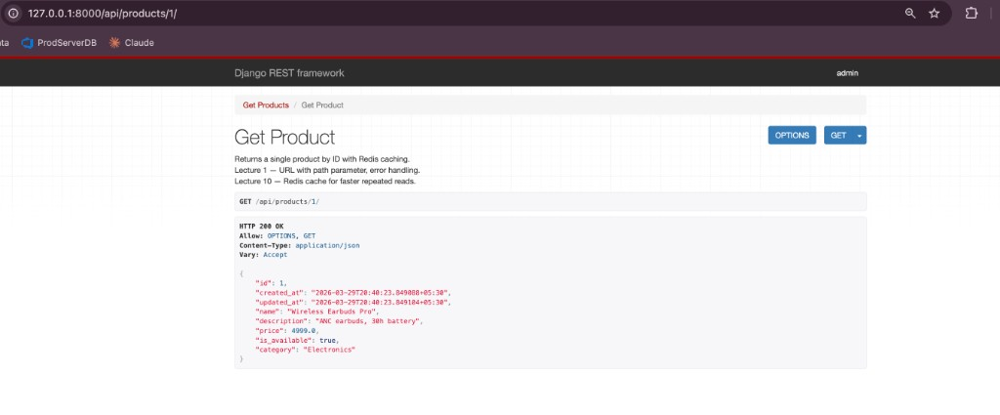 127.0.0.1:8000/api/products/1/
ta ProdServerDB Claude
Django REST framework admin
Get Products / Get Product
Get Product OPTIONS GET
Returns a single product by ID with Redis caching.
Lecture 1 — URL with path parameter, error handling.
Lecture 10 — Redis cache for faster repeated reads.
GET /api/products/1/
HTTP 200 OK
Allow: OPTIONS, GET
Content-Type: application/json
Vary: Accept
{
"id": 1,
"created_at": "2026-03-29T20:40:23.849088+05:30",
"updated_at": "2026-03-29T20:40:23.849104+05:30",
"name": "Wireless Earbuds Pro",
"description": "ANC earbuds, 30h battery",
"price": 4999.0,
"is_available": true,
"category": "Electronics"
}